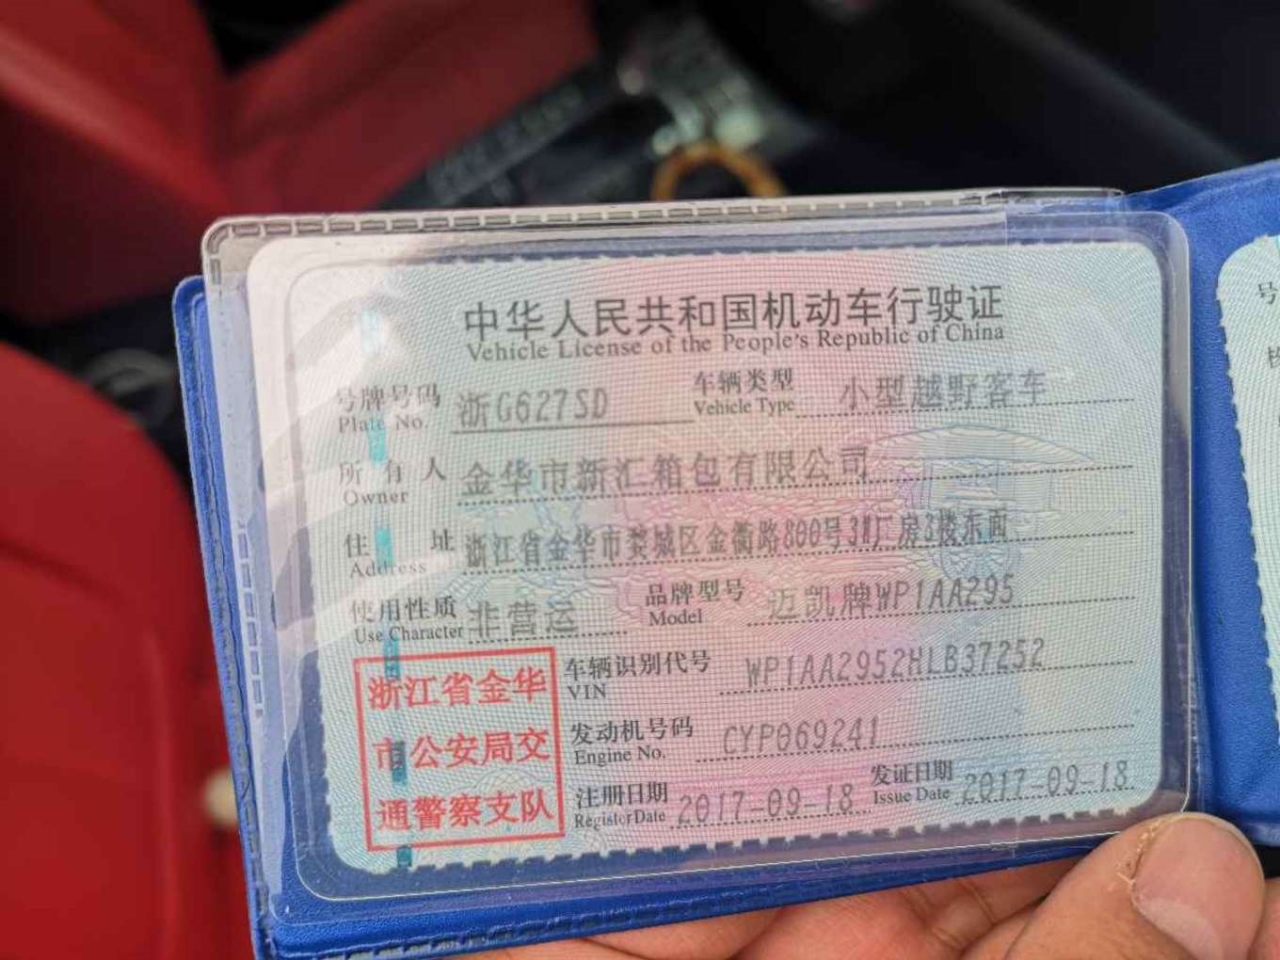 中华人民共和国机动车行驶证
Vehicle License of the People's Republic of China
号牌号码 浙G627SD 车辆类型 小型越野客车
Plate No. Vehicle Type
所有人 金华市新汇箱包有限公司
Owner
住址 浙江省金华市婺城区金衢路800号3#厂房3楼东面
Address
使用性质 非营运 品牌型号 迈凯牌WP1AA295
Use Character Model
车辆识别代号 WP1AA2952HLB37252
VIN
发动机号码 CYP069241
Engine No.
注册日期 2017-09-18 发证日期 2017-09-18
Register Date Issue Date
浙江省金华
市公安局交
通警察支队
号